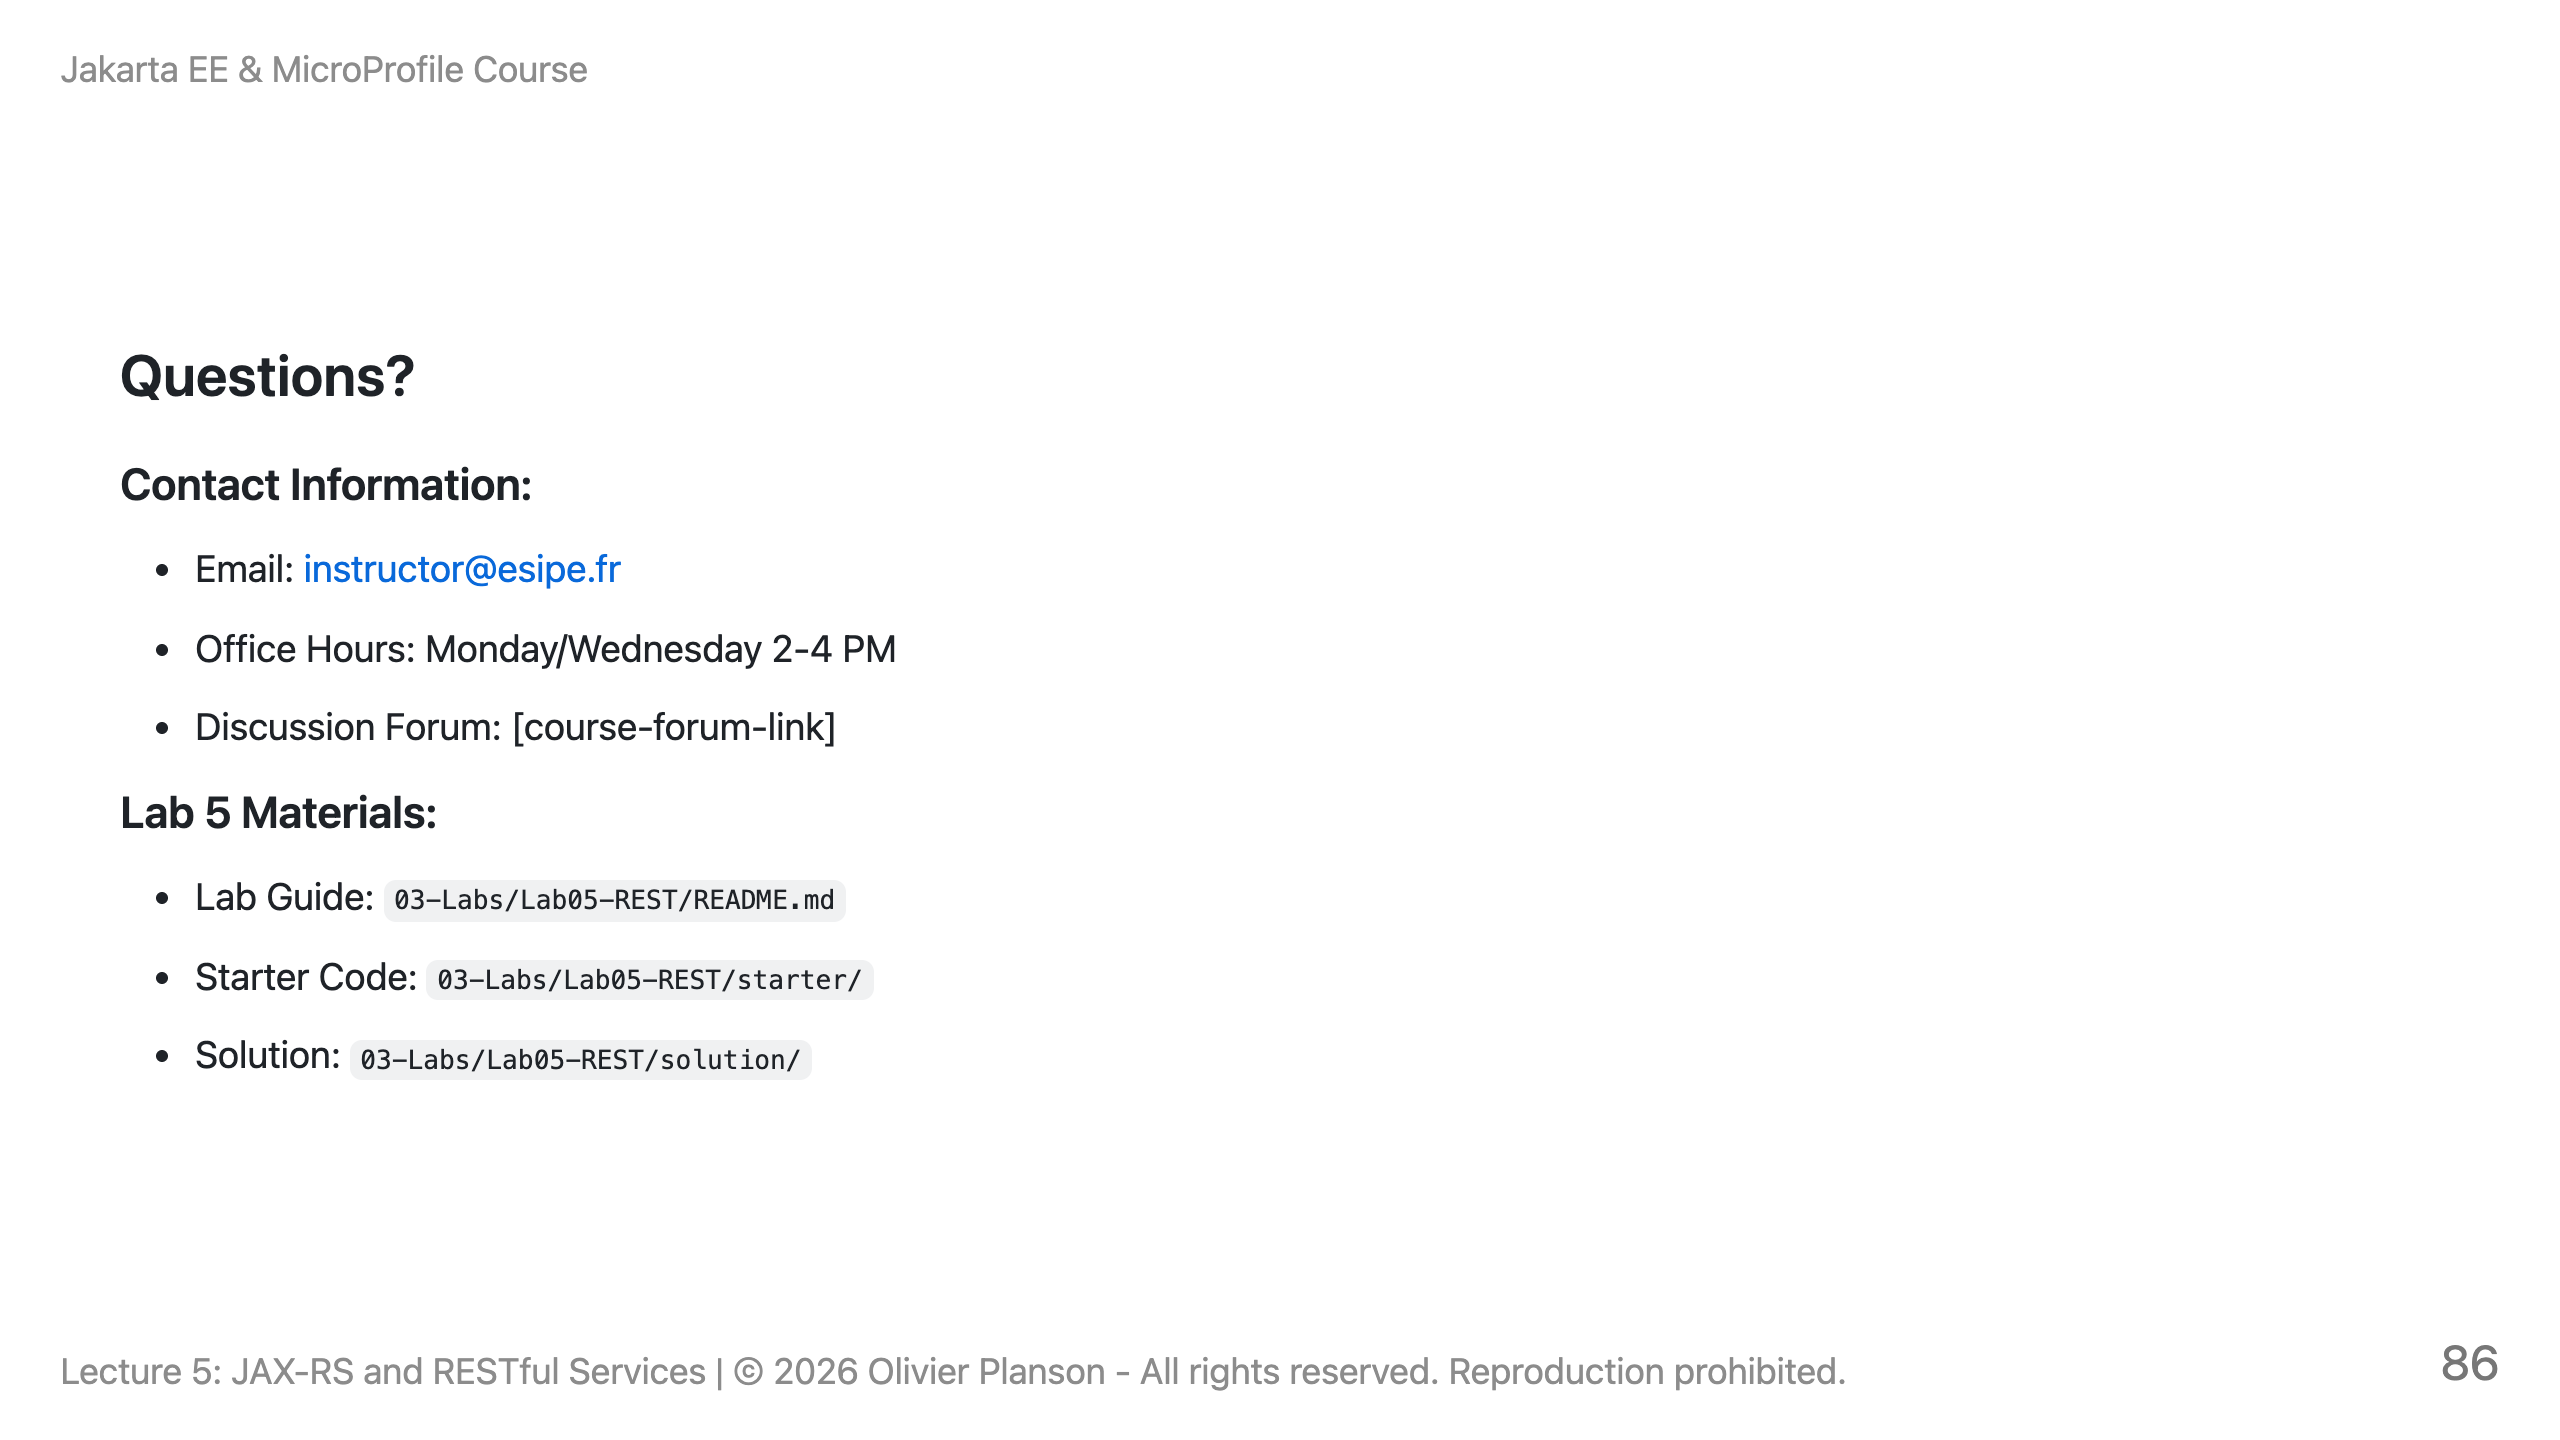 Jakarta EE & MicroProfile Course
Questions?
Contact Information:
• Email: instructor@esipe.fr
• Office Hours: Monday/Wednesday 2-4 PM
• Discussion Forum: [course-forum-link]
Lab 5 Materials:
• Lab Guide: 03-Labs/Lab05-REST/README.md
• Starter Code: 03-Labs/Lab05-REST/starter/
• Solution: 03-Labs/Lab05-REST/solution/
Lecture 5: JAX-RS and RESTful Services | © 2026 Olivier Planson - All rights reserved. Reproduction prohibited.
86